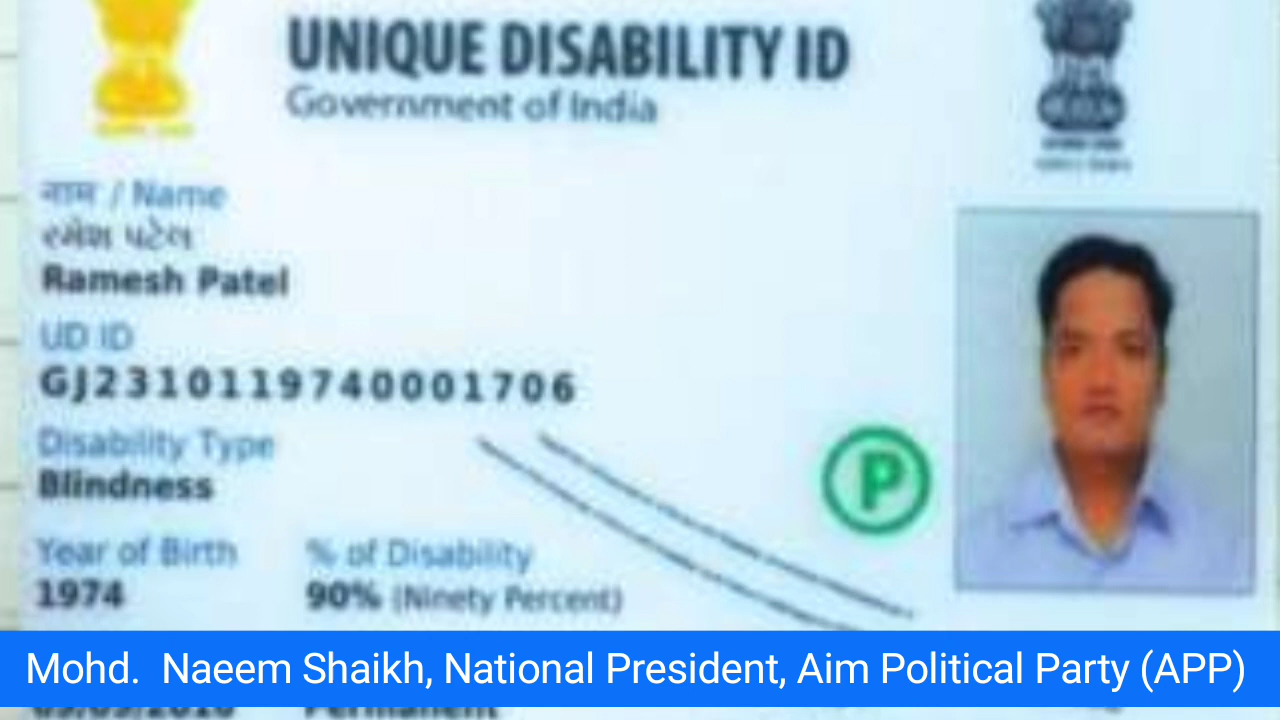 UNIQUE DISABILITY ID
Government of India
नाम / Name
રમેશ પટેલ
Ramesh Patel
UD ID
GJ2310119740001706
Disability Type
Blindness
Year of Birth
% of Disability
1974
90% (Ninety Percent)
P
Mohd. Naeem Shaikh, National President, Aim Political Party (APP)
Permanent